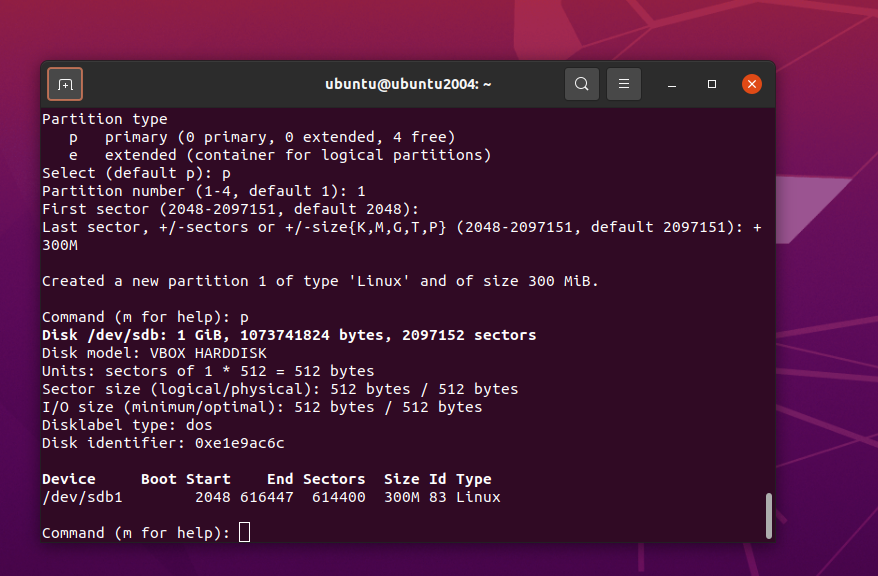 ubuntu@ubuntu2004: ~
Partition type
   p   primary (0 primary, 0 extended, 4 free)
   e   extended (container for logical partitions)
Select (default p): p
Partition number (1-4, default 1): 1
First sector (2048-2097151, default 2048):
Last sector, +/-sectors or +/-size{K,M,G,T,P} (2048-2097151, default 2097151): +
300M
Created a new partition 1 of type 'Linux' and of size 300 MiB.
Command (m for help): p
Disk /dev/sdb: 1 GiB, 1073741824 bytes, 2097152 sectors
Disk model: VBOX HARDDISK
Units: sectors of 1 * 512 = 512 bytes
Sector size (logical/physical): 512 bytes / 512 bytes
I/O size (minimum/optimal): 512 bytes / 512 bytes
Disklabel type: dos
Disk identifier: 0xe1e9ac6c
Device     Boot Start    End Sectors  Size Id Type
/dev/sdb1        2048 616447  614400  300M 83 Linux
Command (m for help):